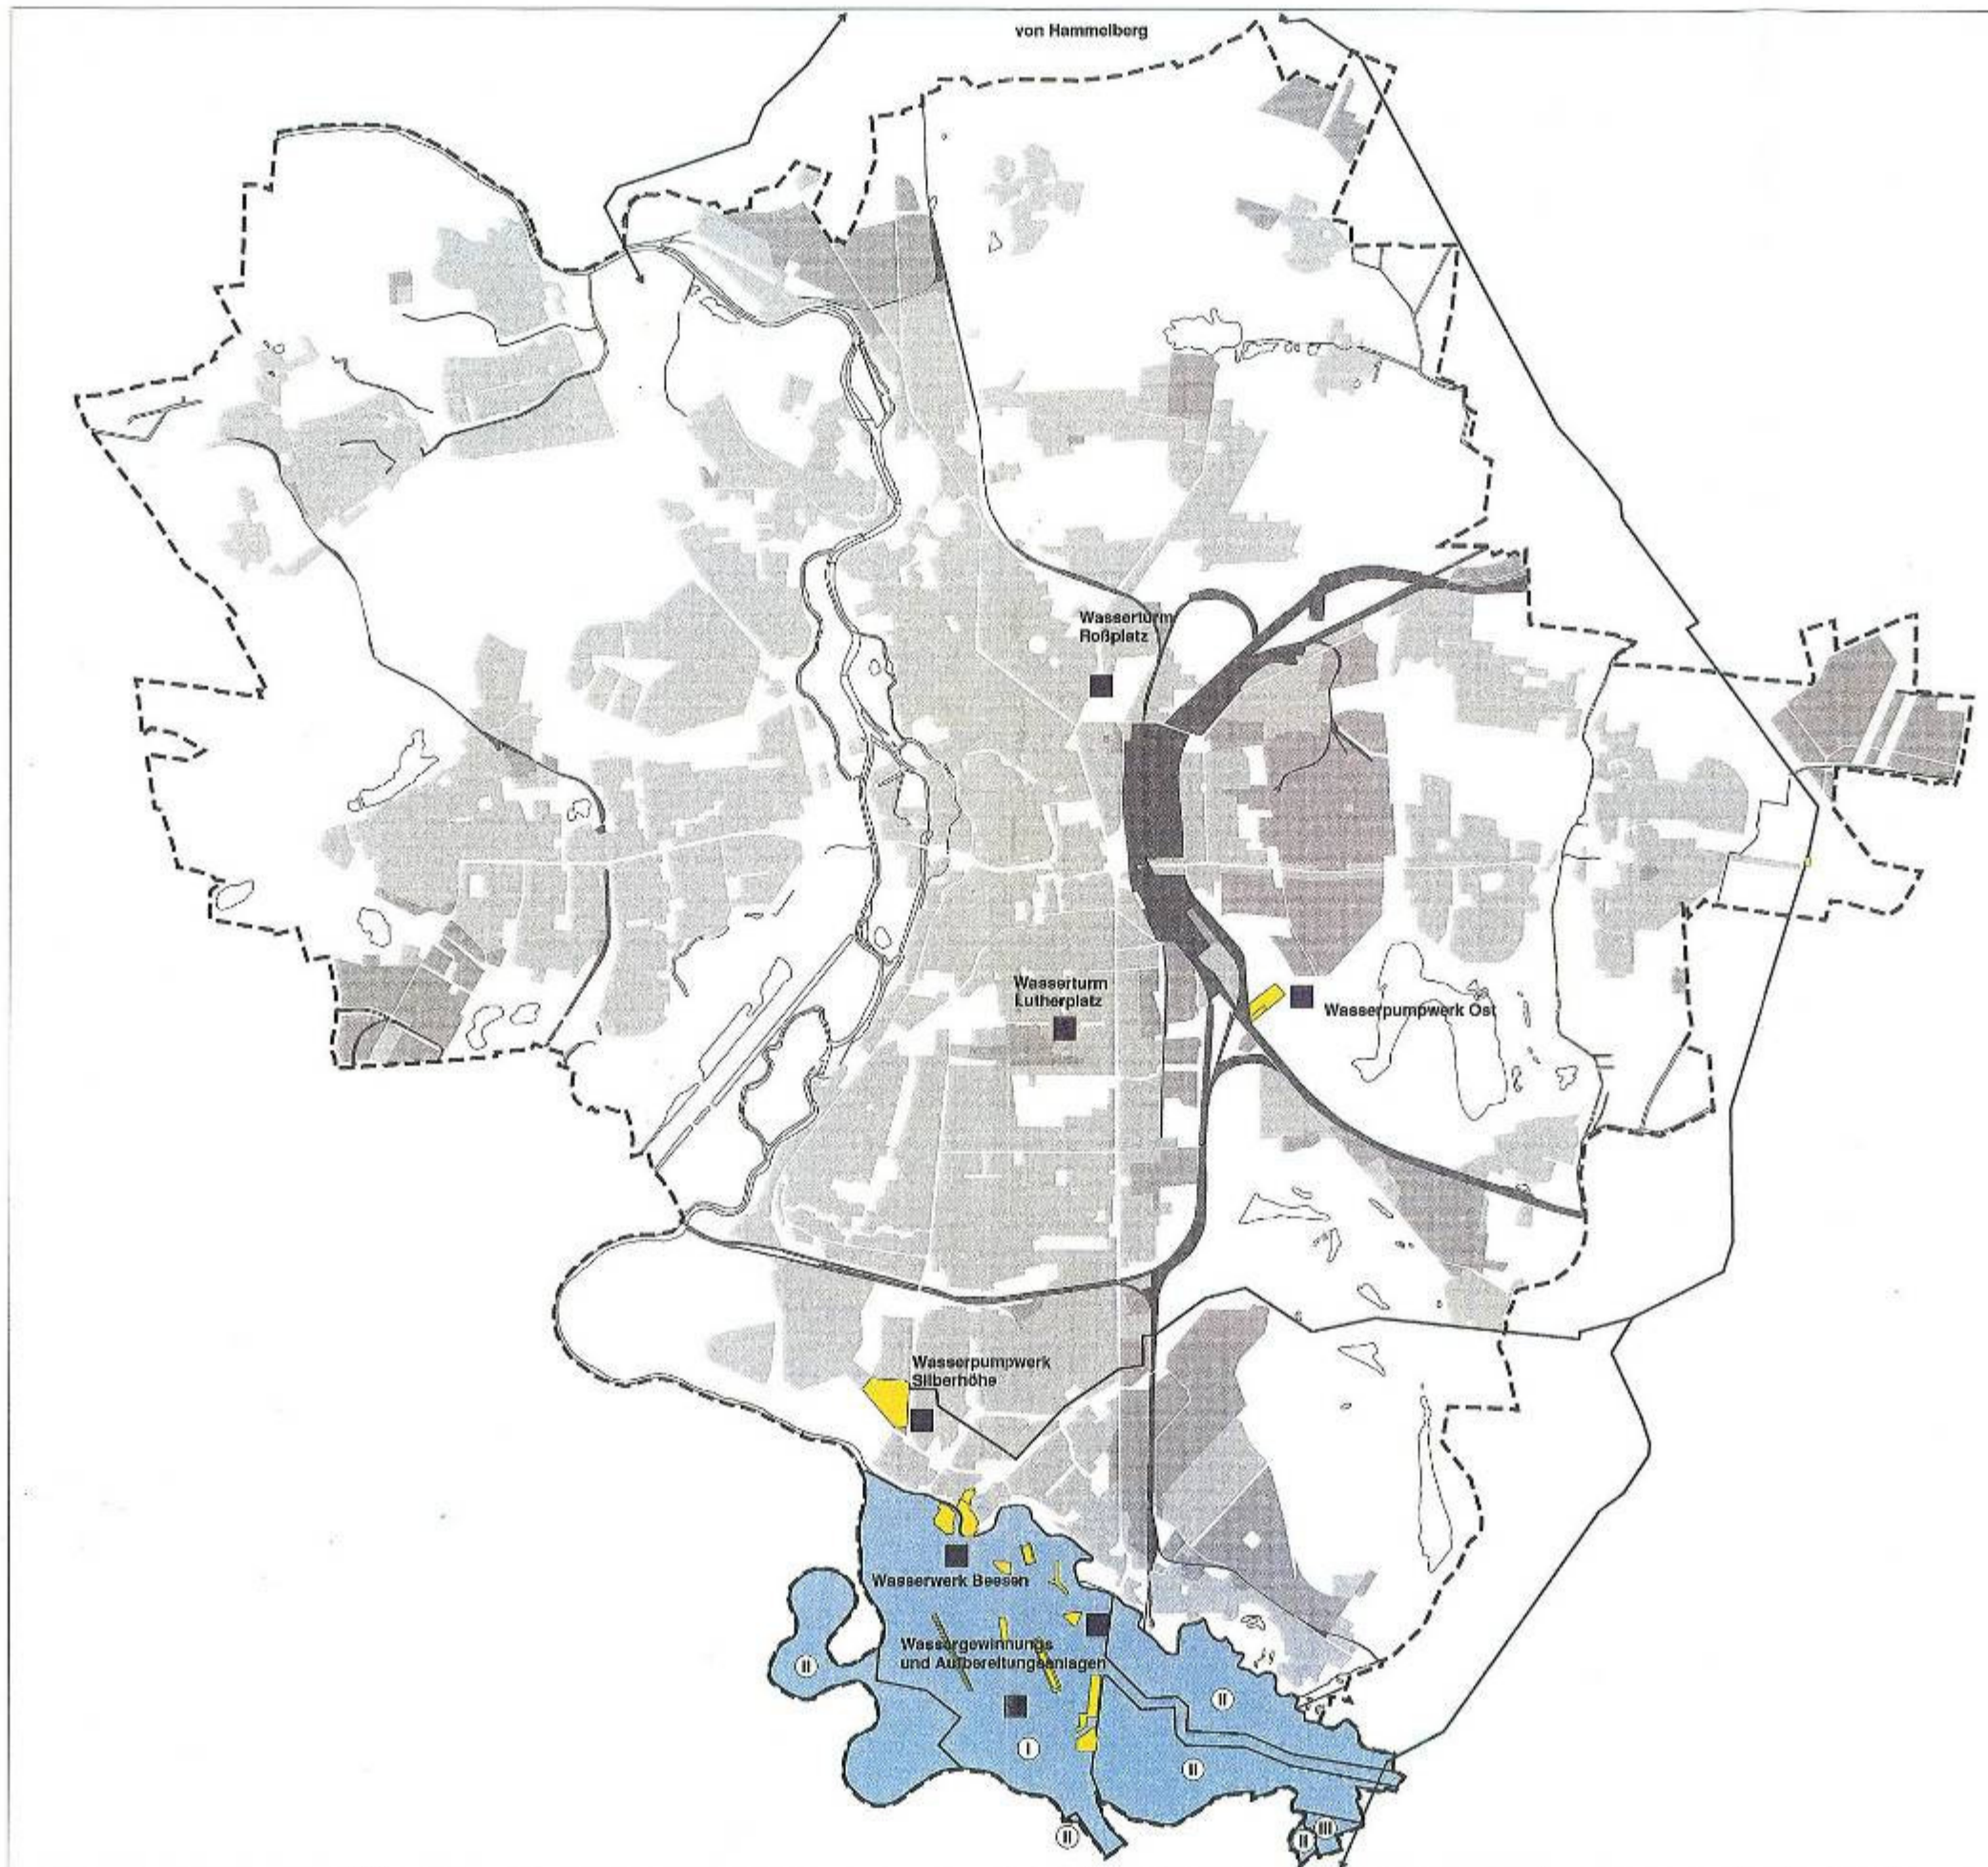 von Hammelberg
Wasserturm
Roßplatz
Wasserturm
Lutherplatz
Wasserpumpwerk Ost
Wasserpumpwerk
Silberhöhe
Wasserwerk Beesen
Wassergewinnungs
und Aufbereitungsanlagen
II
II
I
II
II
III
II